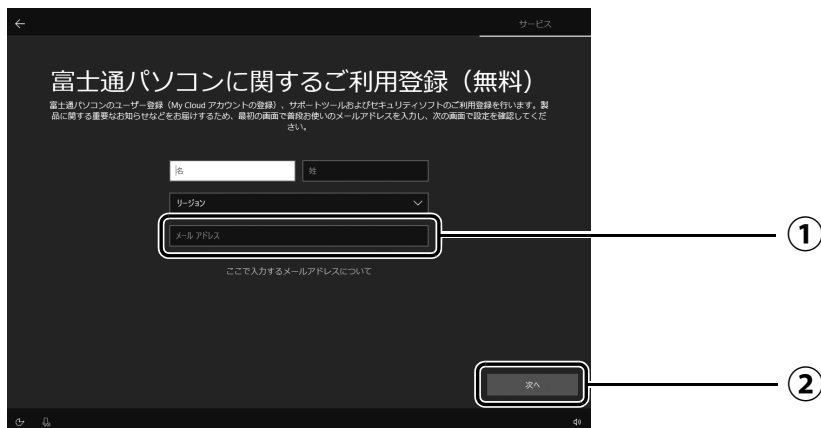 サービス
富士通パソコンに関するご利用登録（無料）
富士通パソコンのユーザー登録（My Cloud アカウントの登録）、サポートツールおよびセキュリティソフトのご利用登録を行います。製
品に関する重要なお知らせなどをお届けするため、最初の画面で普段お使いのメールアドレスを入力し、次の画面で設定を確認してくだ
さい。
名
姓
リージョン
メール アドレス
①
ここで入力するメールアドレスについて
次へ
②